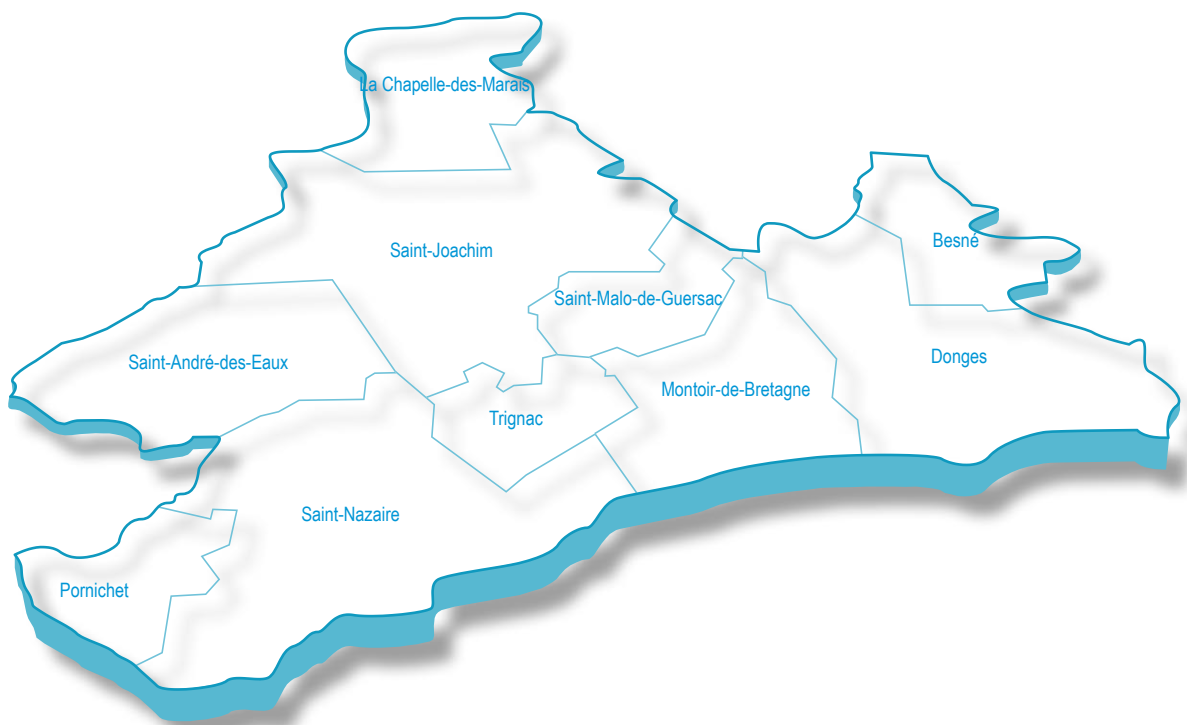 La Chapelle-des-Marais
Besné
Saint-Joachim
Saint-Malo-de-Guersac
Saint-André-des-Eaux
Donges
Montoir-de-Bretagne
Trignac
Saint-Nazaire
Pornichet